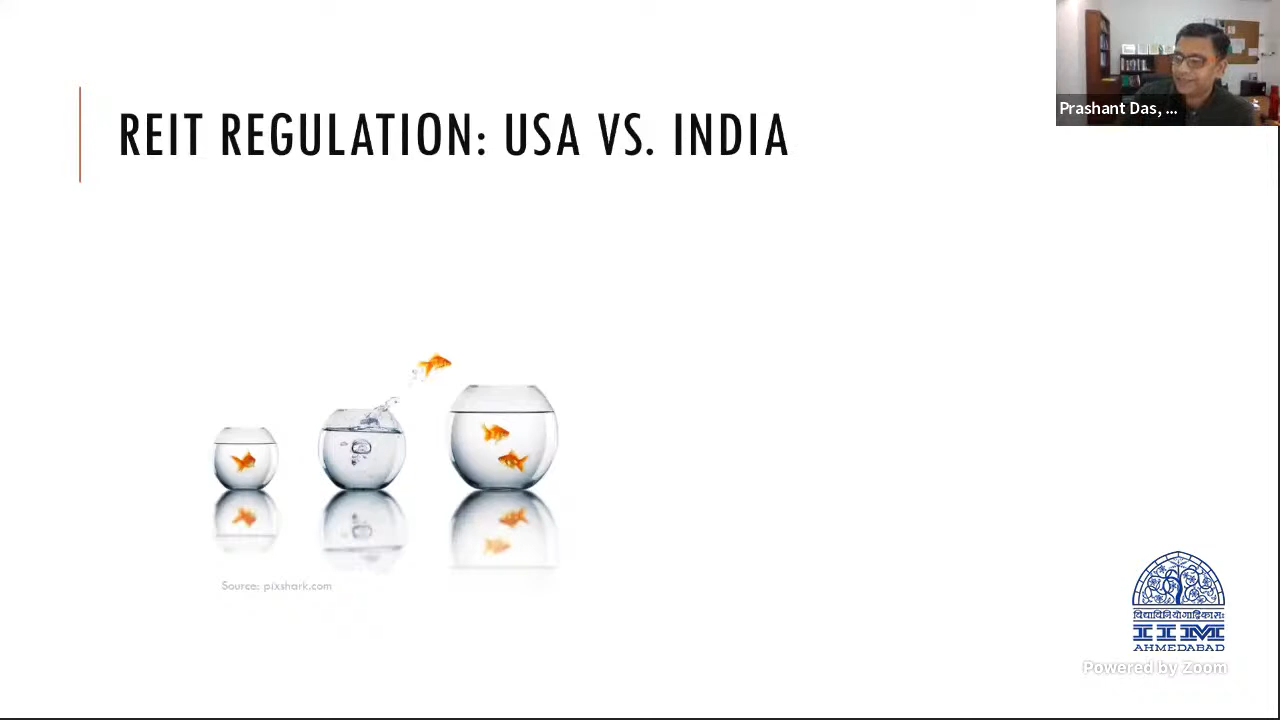 REIT REGULATION: USA VS. INDIA
Prashant Das, ...
Source: pixshark.com
विद्याविनियोगाद्विकासः
IIM
AHMEDABAD
Powered by Zoom